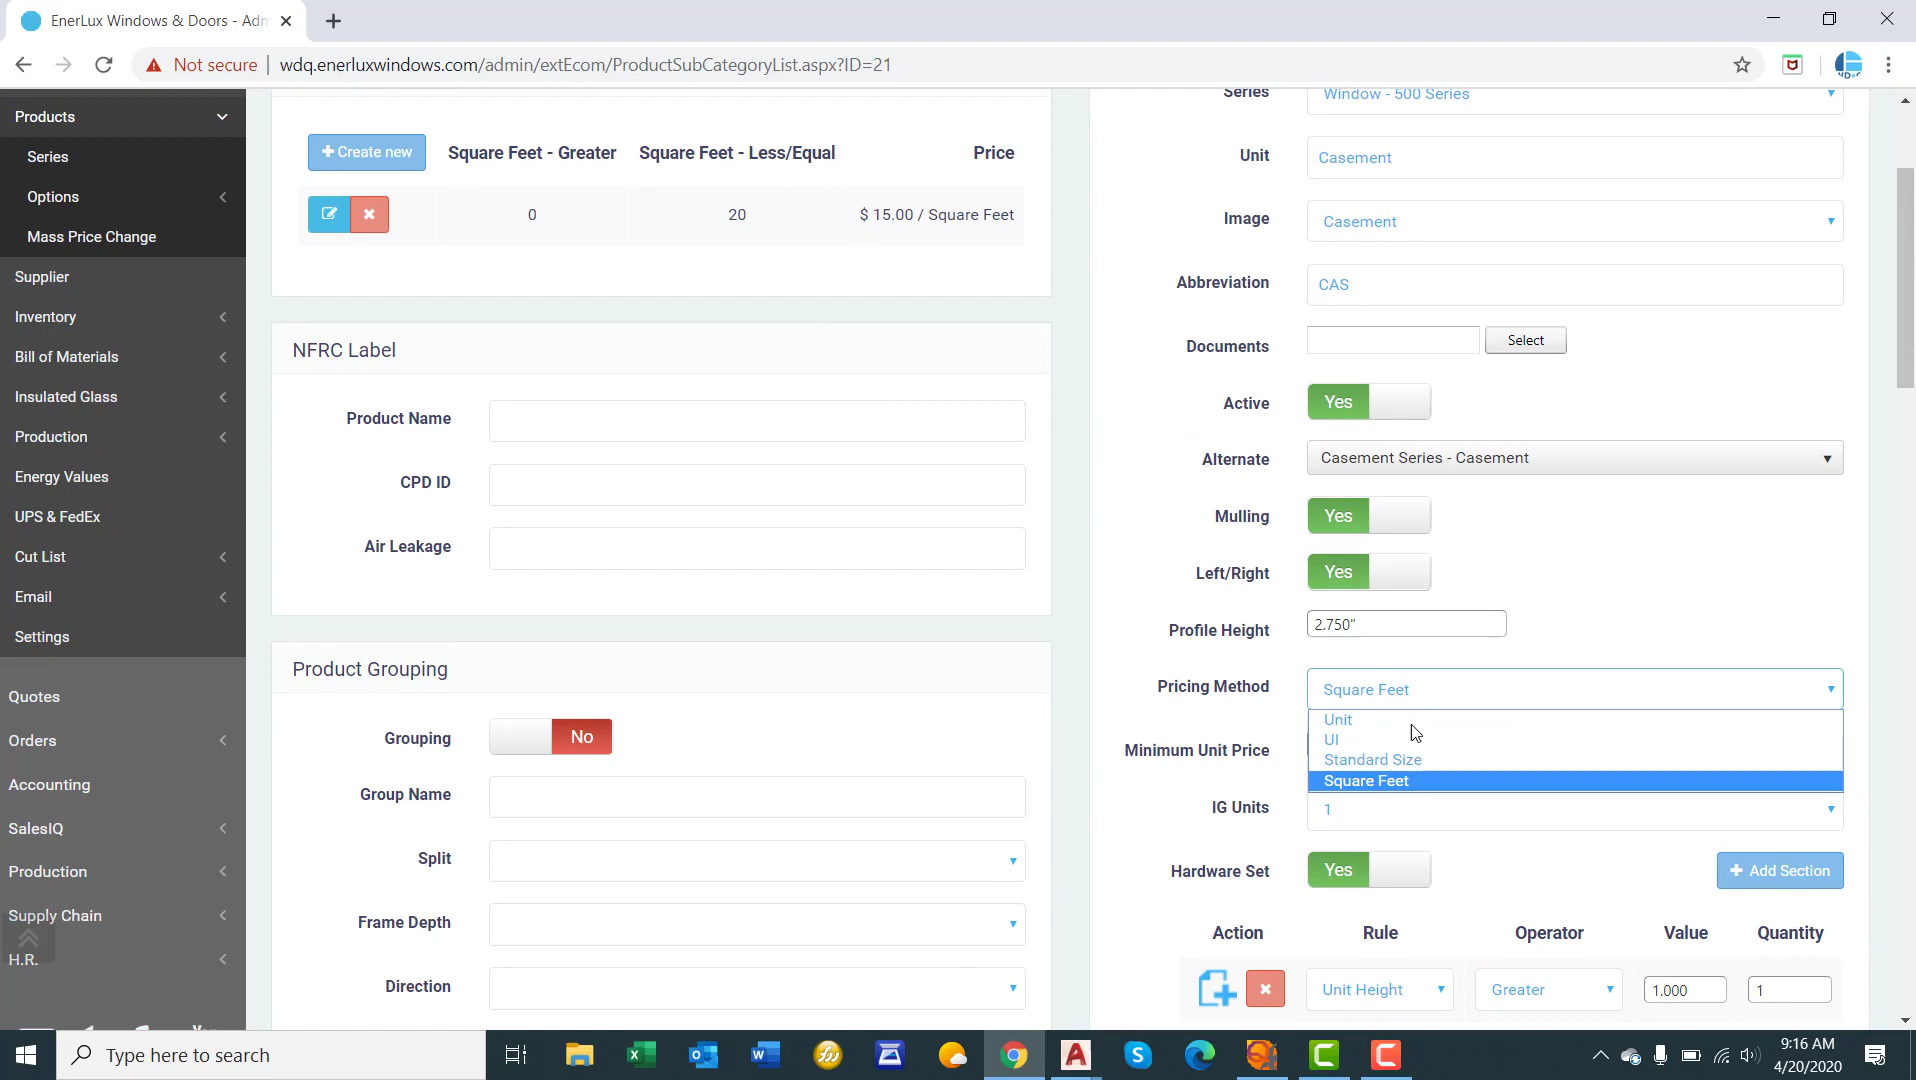 EnerLux Windows & Doors - Adm
Not secure
wdq.enerluxwindows.com/admin/extEcom/ProductSubCategoryList.aspx?ID=21
Products
Series
Options
Mass Price Change
Supplier
Inventory
Bill of Materials
Insulated Glass
Production
Energy Values
UPS & FedEx
Cut List
Email
Settings
Quotes
Orders
Accounting
SalesIQ
Production
Supply Chain
H.R.
Create new
Square Feet - Greater
Square Feet - Less/Equal
Price
0
20
$ 15.00 / Square Feet
NFRC Label
Product Name
CPD ID
Air Leakage
Product Grouping
Grouping
No
Group Name
Split
Frame Depth
Direction
Series
Window - 500 Series
Unit
Casement
Image
Casement
Abbreviation
CAS
Documents
Select
Active
Yes
Alternate
Casement Series - Casement
Mulling
Yes
Left/Right
Yes
Profile Height
2.750"
Pricing Method
Square Feet
Unit
UI
Standard Size
Square Feet
Minimum Unit Price
IG Units
1
Hardware Set
Yes
Add Section
Action
Rule
Operator
Value
Quantity
Unit Height
Greater
1.000
1
Type here to search
9:16 AM
4/20/2020